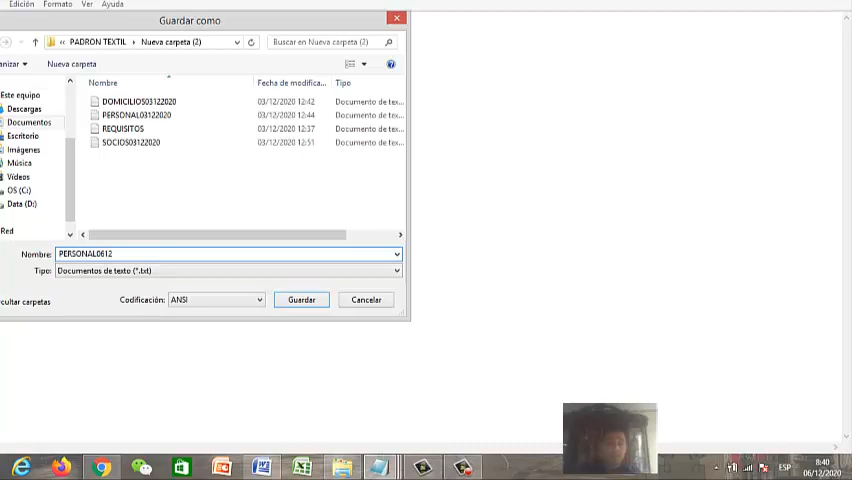 Edición Formato Ver Ayuda
Guardar como
« PADRON TEXTIL ▸ Nueva carpeta (2)
Buscar en Nueva carpeta (2)
anizar ▾ Nueva carpeta
Nombre Fecha de modifica... Tipo
Este equipo
Descargas
Documentos
Escritorio
Imágenes
Música
Vídeos
OS (C:)
Data (D:)
Red
DOMICILIOS03122020 03/12/2020 12:42 Documento de tex...
PERSONAL03122020 03/12/2020 12:44 Documento de tex...
REQUISITOS 03/12/2020 12:37 Documento de tex...
SOCIOS03122020 03/12/2020 12:51 Documento de tex...
Nombre: PERSONAL0612
Tipo: Documentos de texto (*.txt)
cultar carpetas Codificación: ANSI Guardar Cancelar
ESP
8:40
06/12/2020